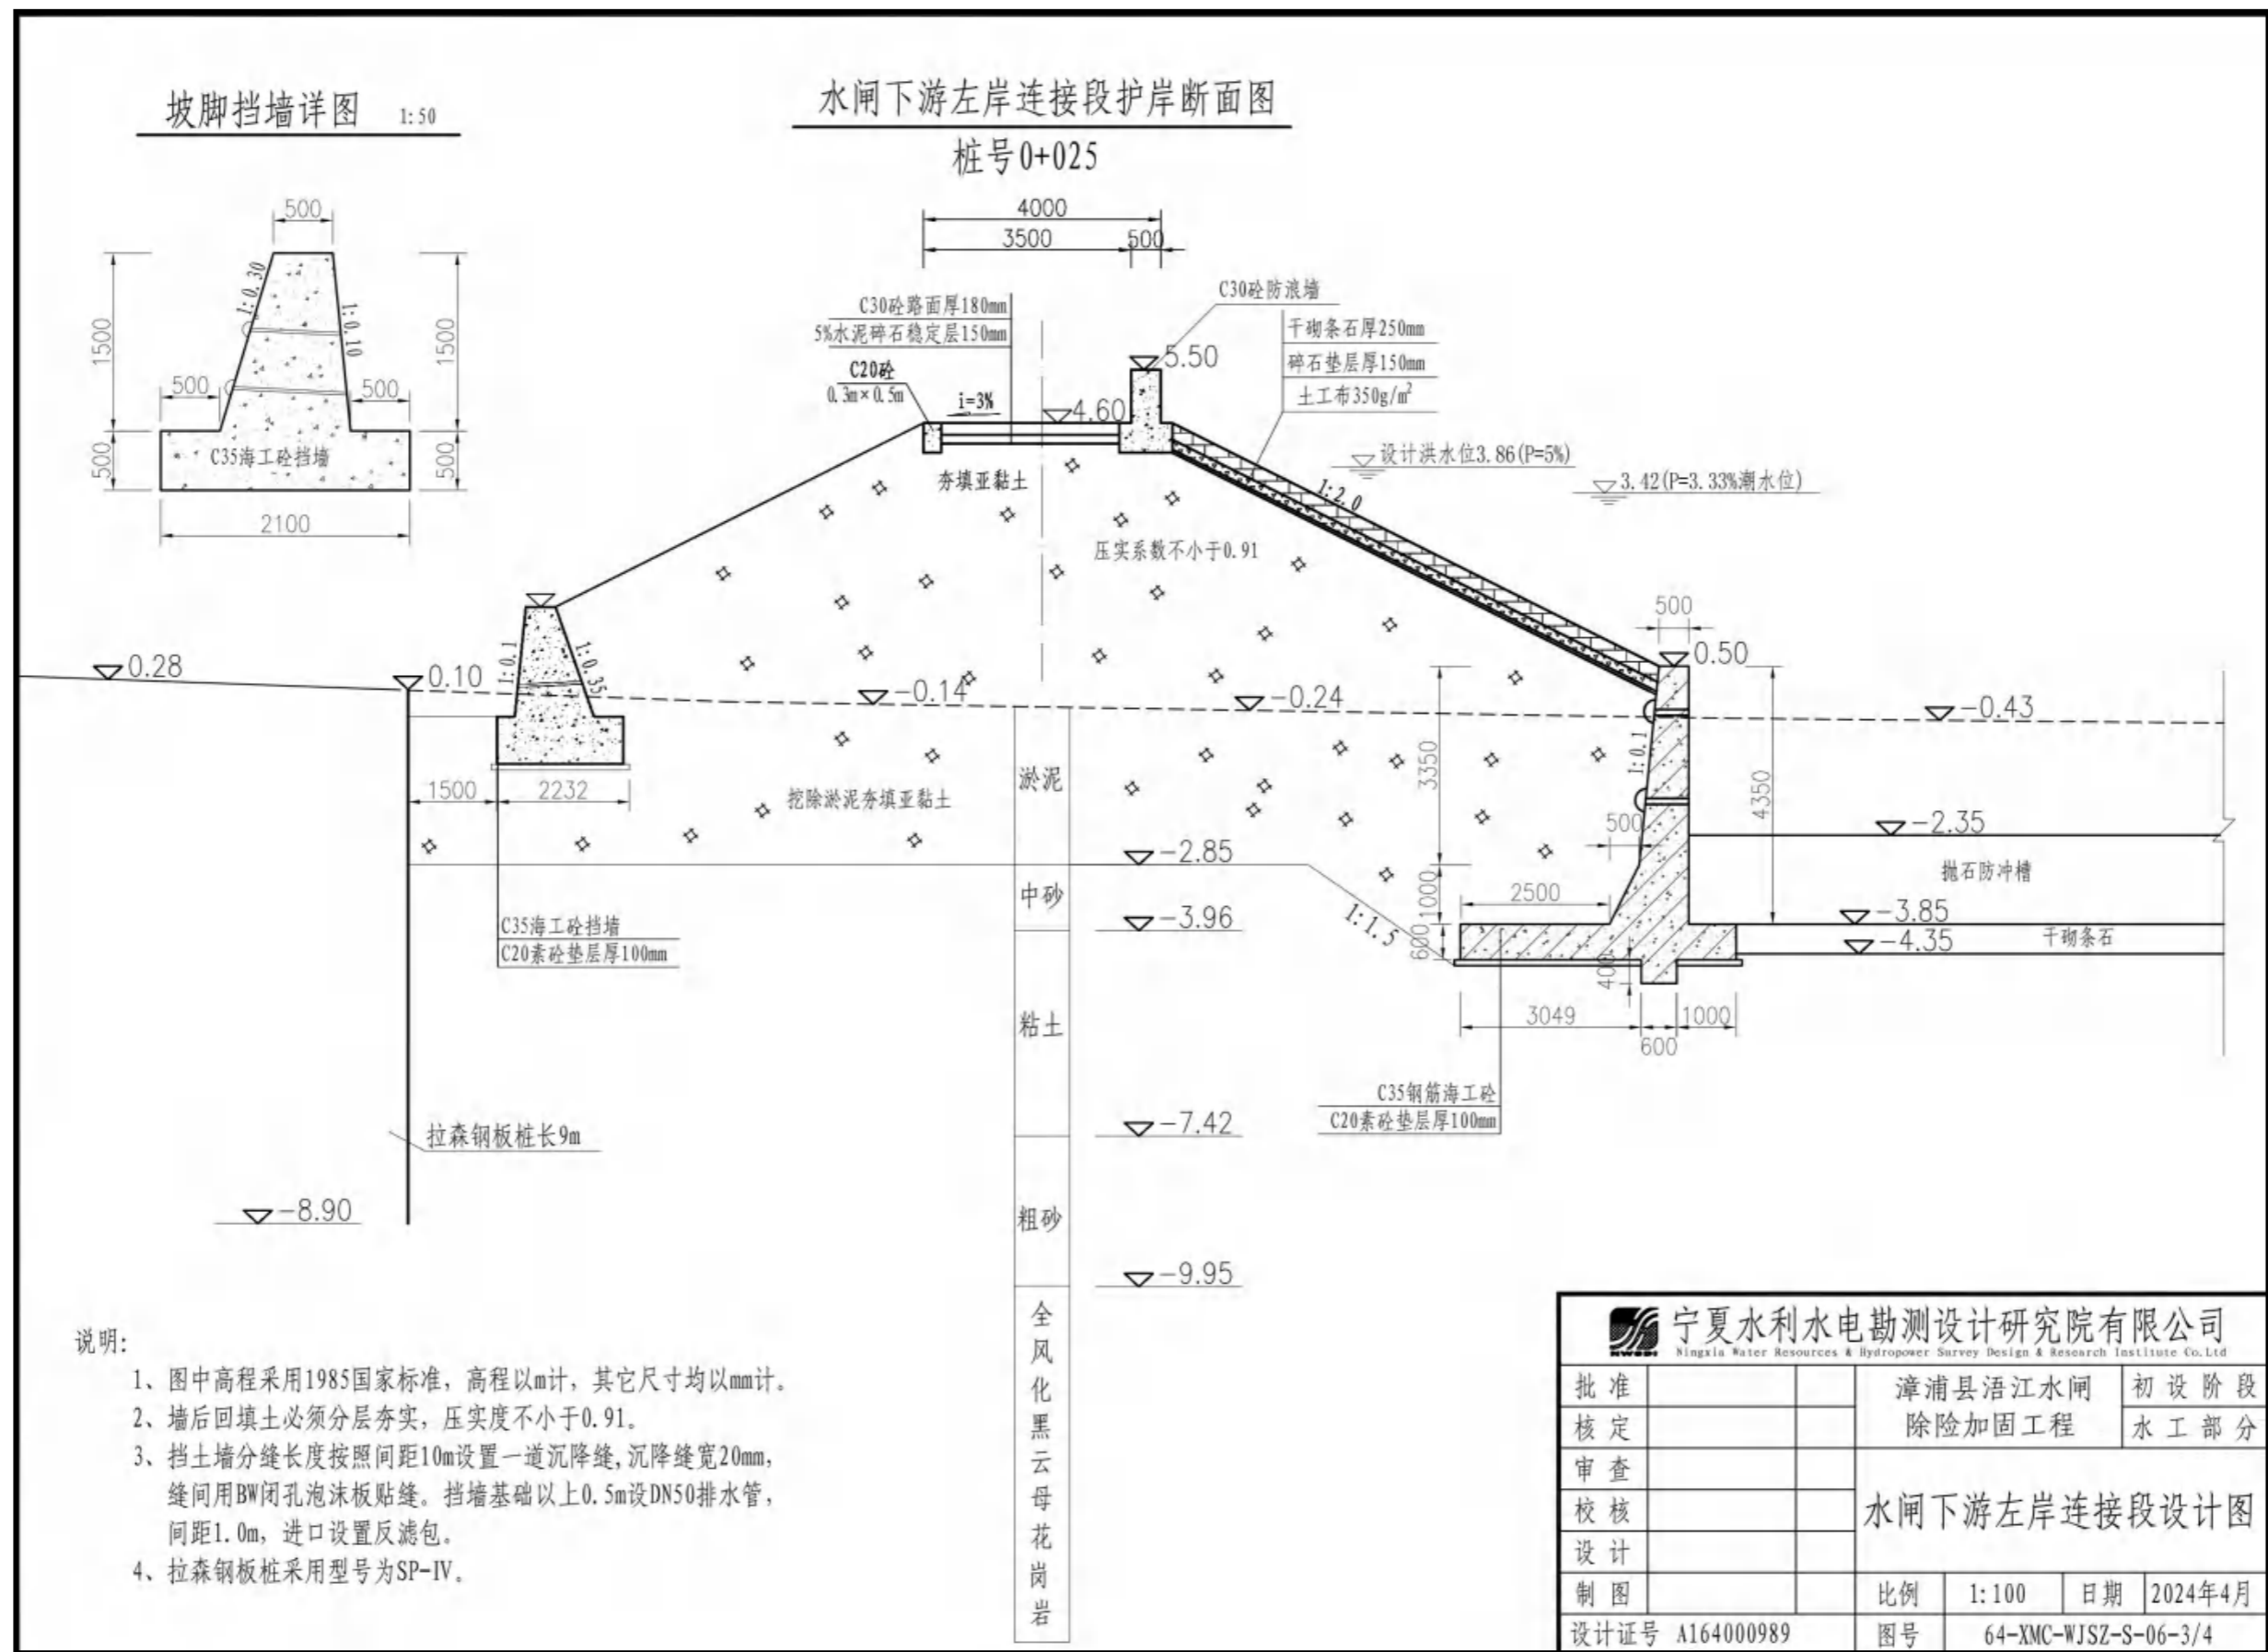 坡脚挡墙详图 1:50
500
1:0.30
1:0.10
1500
1500
500
500
500
500
C35海工砼挡墙
2100
水闸下游左岸连接段护岸断面图
桩号0+025
4000
3500
500
C30砼路面厚180mm
5%水泥碎石稳定层150mm
C20砼
0.3m×0.5m
i=3%
4.60
5.50
C30砼防浪墙
干砌条石厚250mm
碎石垫层厚150mm
土工布350g/m²
设计洪水位3.86(P=5%)
3.42(P=3.33%潮水位)
1:2.0
夯填亚黏土
压实系数不小于0.91
0.28
0.10
1:0.1
1:0.35
-0.14
-0.24
500
0.50
-0.43
1500
2232
挖除淤泥夯填亚黏土
淤泥
3350
1:0.1
4350
-2.35
500
抛石防冲槽
-2.85
中砂
1000
2500
-3.85
-3.96
1:1.5
600
-4.35
干砌条石
400
3049
600
1000
C35海工砼挡墙
C20素砼垫层厚100mm
粘土
C35钢筋海工砼
C20素砼垫层厚100mm
-7.42
拉森钢板桩长9m
-8.90
粗砂
-9.95
全风化黑云母花岗岩
说明:
1、图中高程采用1985国家标准，高程以m计，其它尺寸均以mm计。
2、墙后回填土必须分层夯实，压实度不小于0.91。
3、挡土墙分缝长度按照间距10m设置一道沉降缝,沉降缝宽20mm，
缝间用BW闭孔泡沫板贴缝。挡墙基础以上0.5m设DN50排水管，
间距1.0m，进口设置反滤包。
4、拉森钢板桩采用型号为SP-IV。
NWSDI
宁夏水利水电勘测设计研究院有限公司
Ningxia Water Resources & Hydropower Survey Design & Research Institute Co.Ltd
批准
核定
审查
校核
设计
制图
漳浦县浯江水闸
除险加固工程
初设阶段
水工部分
水闸下游左岸连接段设计图
比例 1:100 日期 2024年4月
设计证号 A164000989 图号 64-XMC-WJSZ-S-06-3/4